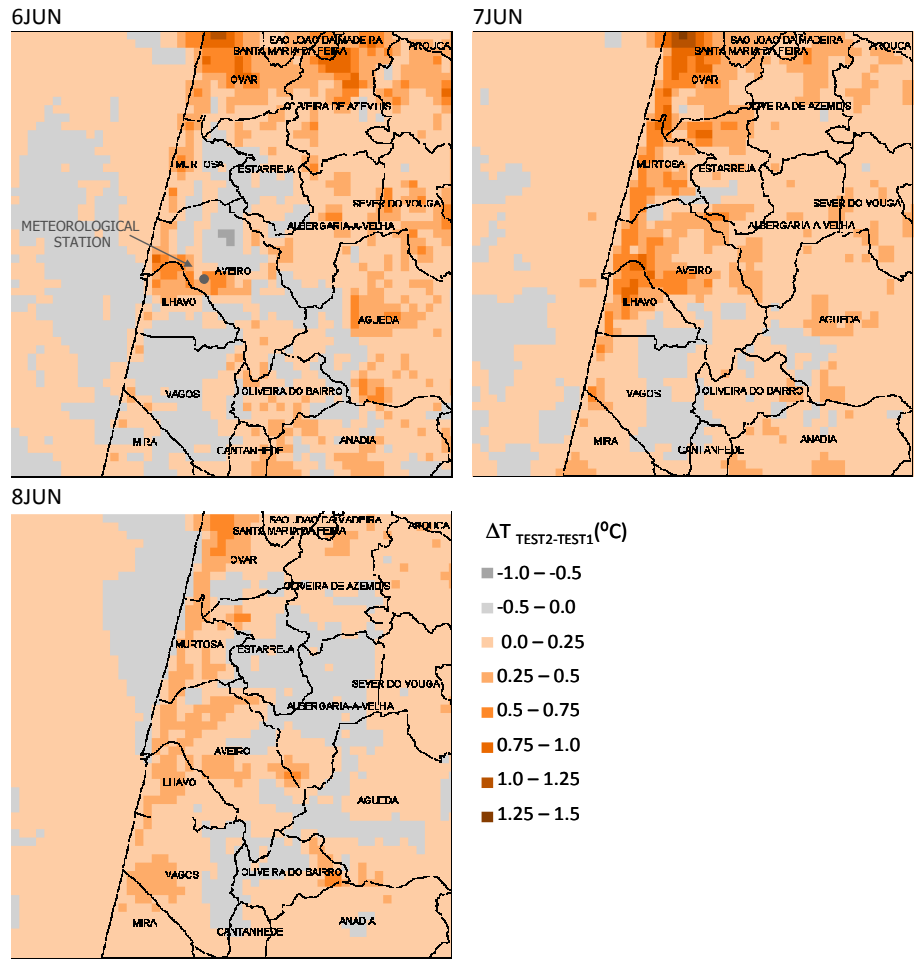 6JUN
SAO JOAO DA MADE RA
SANTA MARIA DA FEIRA
AROUCA
OVAR
OLIVEIRA DE AZEMEIS
MURTOSA
ESTARREJA
SEVER DO VOUGA
ALBERGARIA-A-VELHA
METEOROLOGICAL
STATION
AVEIRO
ILHAVO
AGUEDA
VAGOS
OLIVEIRA DO BAIRRO
MIRA
ANADIA
CANTANHEDE
7JUN
SAO JOAO DA MADEIRA
SANTA MARIA DA FEIRA
AROUCA
OVAR
OLIVEIRA DE AZEMEIS
MURTOSA
ESTARREJA
SEVER DO VOUGA
ALBERGARIA A VELHA
AVEIRO
ILHAVO
AGUEDA
VAGOS
OLIVEIRA DO BAIRRO
MIRA
ANADIA
CANTANHEDE
8JUN
SAO JOAO DA MADEIRA
SANTA MARIA DA FEIRA
AROUCA
OVAR
OLIVEIRA DE AZEMEIS
MURTOSA
ESTARREJA
SEVER DO VOUGA
ALBERGARIA-A-VELHA
AVEIRO
ILHAVO
AGUEDA
VAGOS
OLIVEIRA DO BAIRRO
MIRA
ANADIA
CANTANHEDE
ΔT TEST2-TEST1(⁰C)
-1.0 – -0.5
-0.5 – 0.0
0.0 – 0.25
0.25 – 0.5
0.5 – 0.75
0.75 – 1.0
1.0 – 1.25
1.25 – 1.5